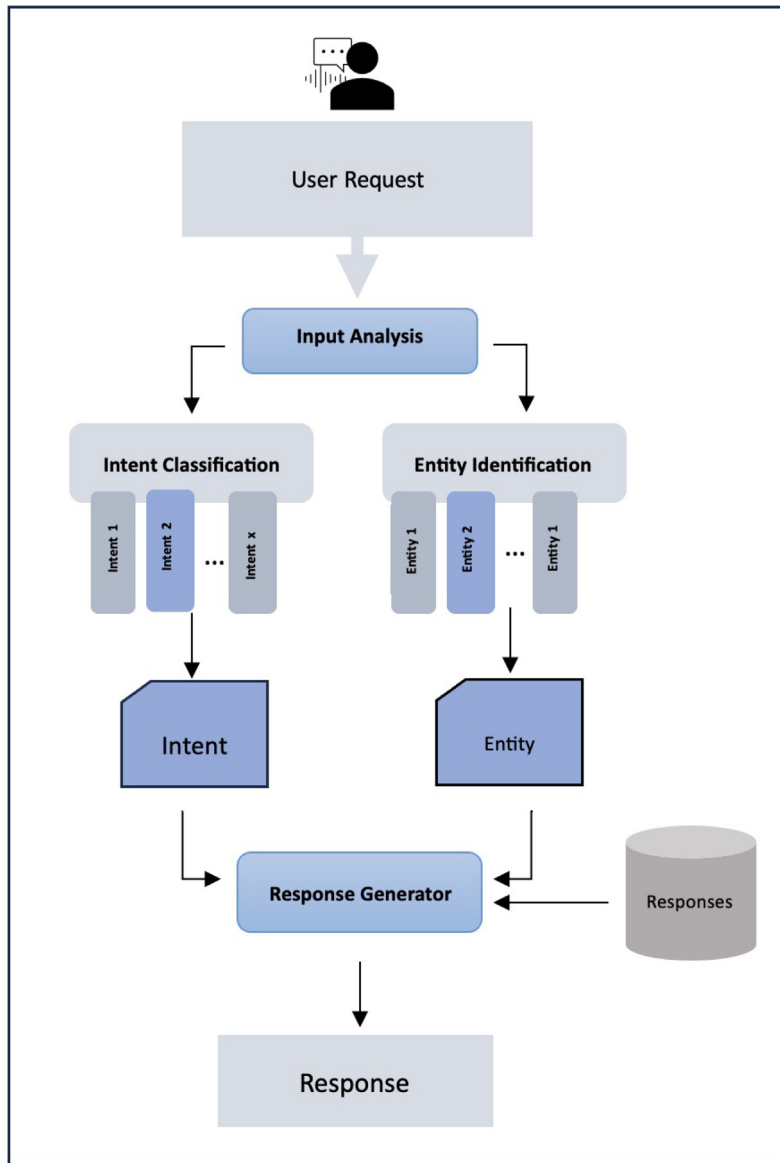 User Request
Input Analysis
Intent Classification
Entity Identification
Intent 1
Intent 2
...
Intent x
Entity 1
Entity 2
...
Entity 1
Intent
Entity
Response Generator
Responses
Response